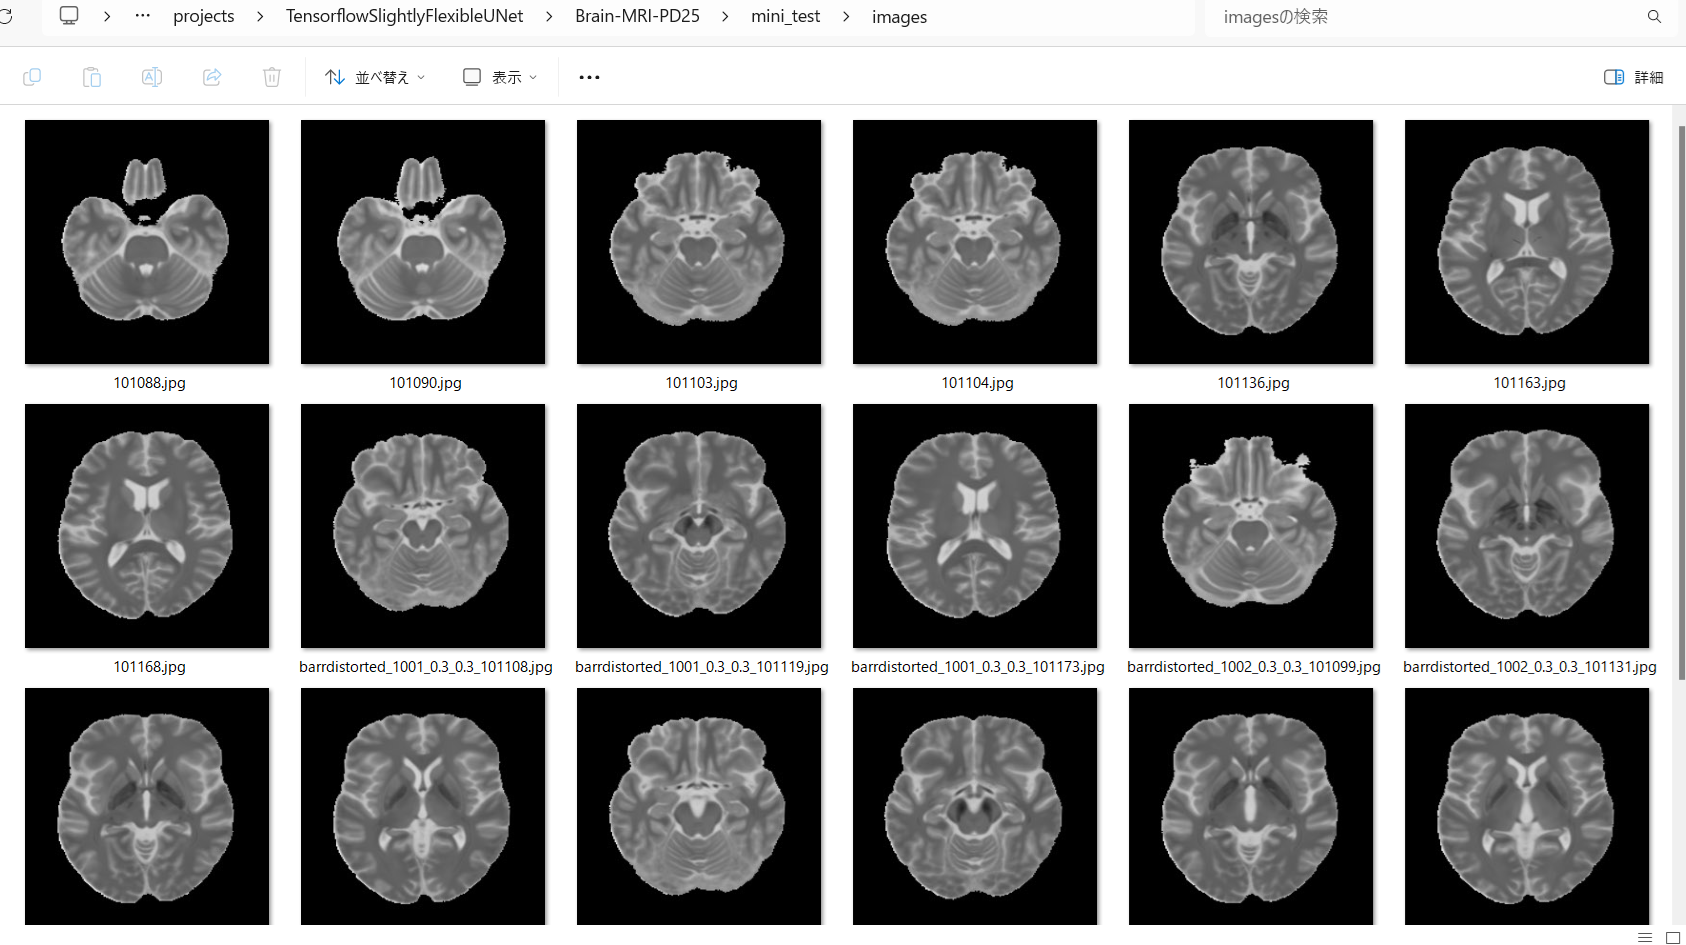 projects > TensorflowSlightlyFlexibleUNet > Brain-MRI-PD25 > mini_test > images
imagesの検索
並べ替え 表示 詳細
101088.jpg 101090.jpg 101103.jpg 101104.jpg 101136.jpg 101163.jpg
101168.jpg barrdistorted_1001_0.3_0.3_101108.jpg barrdistorted_1001_0.3_0.3_101119.jpg barrdistorted_1001_0.3_0.3_101173.jpg barrdistorted_1002_0.3_0.3_101099.jpg barrdistorted_1002_0.3_0.3_101131.jpg